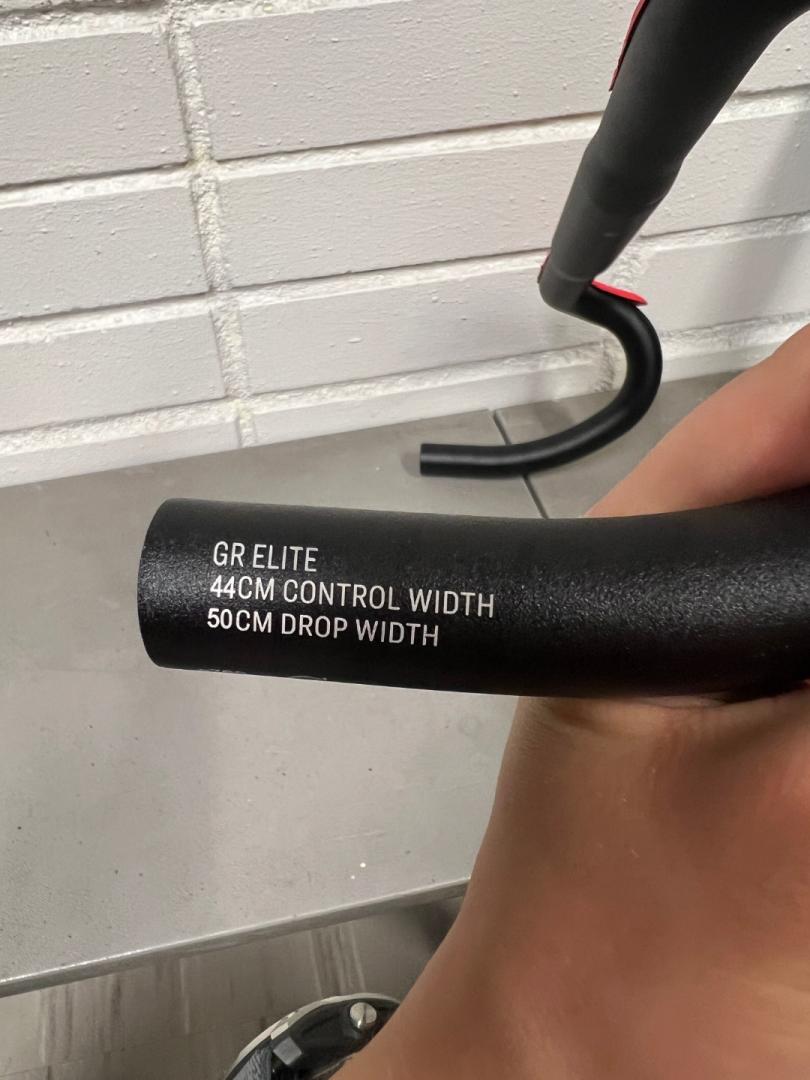 GR ELITE
44CM CONTROL WIDTH
50CM DROP WIDTH